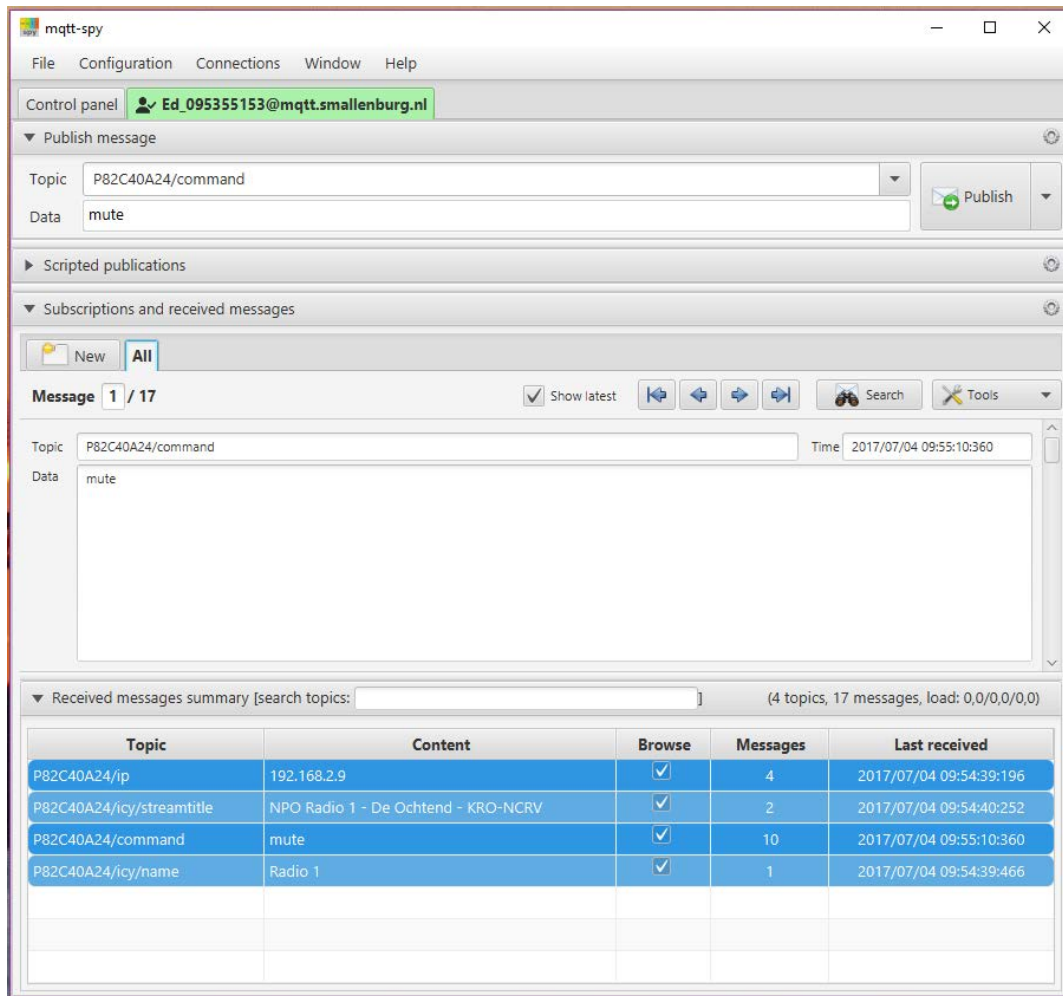 mqtt-spy
File Configuration Connections Window Help
Control panel Ed_095355153@mqtt.smallenburg.nl
Publish message
Topic P82C40A24/command
Publish
Data mute
Scripted publications
Subscriptions and received messages
New All
Message 1 / 17 Show latest Search Tools
Topic P82C40A24/command Time 2017/07/04 09:55:10:360
Data mute
Received messages summary [search topics: ] (4 topics, 17 messages, load: 0,0/0,0/0,0)
Topic Content Browse Messages Last received
P82C40A24/ip 192.168.2.9 4 2017/07/04 09:54:39:196
P82C40A24/icy/streamtitle NPO Radio 1 - De Ochtend - KRO-NCRV 2 2017/07/04 09:54:40:252
P82C40A24/command mute 10 2017/07/04 09:55:10:360
P82C40A24/icy/name Radio 1 1 2017/07/04 09:54:39:466